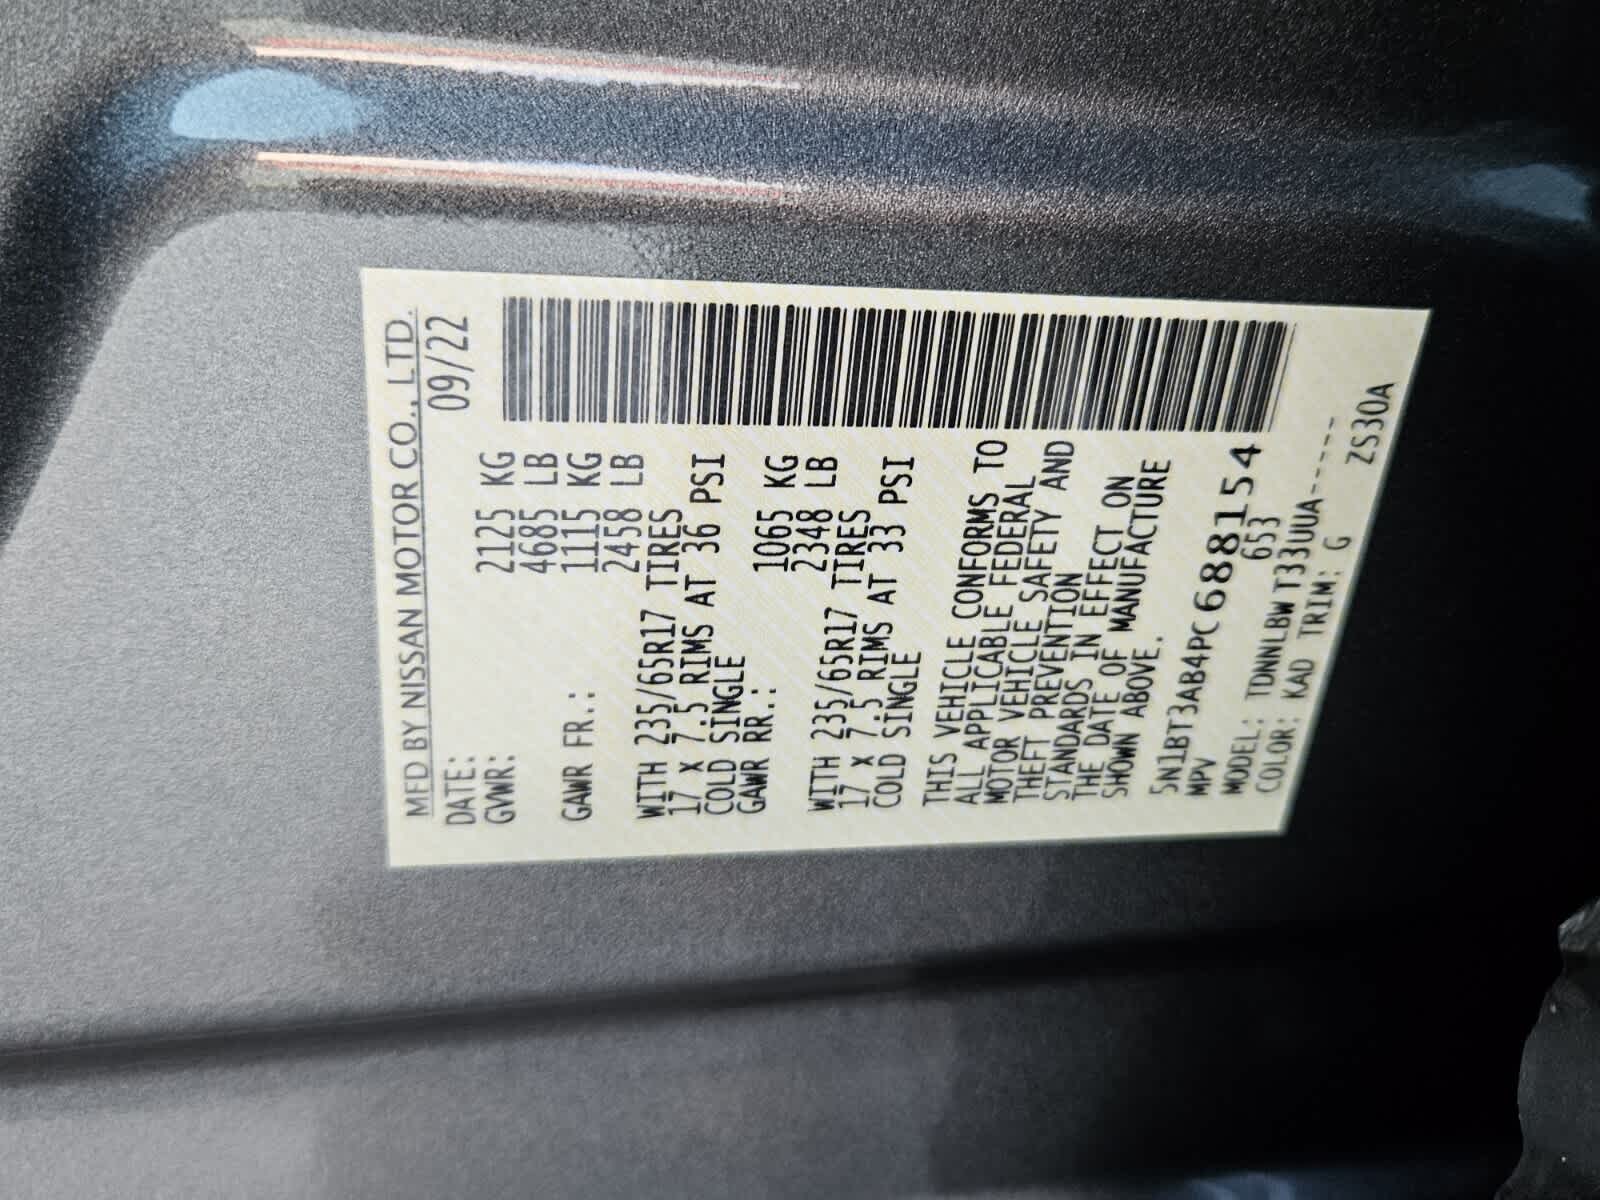 MFD BY NISSAN MOTOR CO., LTD.
DATE: 09/22
GVWR: 2125 KG
4685 LB
GAWR FR.: 1115 KG
2458 LB
WITH 235/65R17 TIRES
17 X 7.5 RIMS AT 36 PSI
COLD SINGLE
GAWR RR.: 1065 KG
2348 LB
WITH 235/65R17 TIRES
17 X 7.5 RIMS AT 33 PSI
COLD SINGLE
THIS VEHICLE CONFORMS TO
ALL APPLICABLE FEDERAL
MOTOR VEHICLE SAFETY AND
THEFT PREVENTION
STANDARDS IN EFFECT ON
THE DATE OF MANUFACTURE
SHOWN ABOVE.
5N1BT3AB4PC688154
MPV 653
MODEL: TDNNLBWT33UUA-----
COLOR: KAD TRIM: G
ZS30A